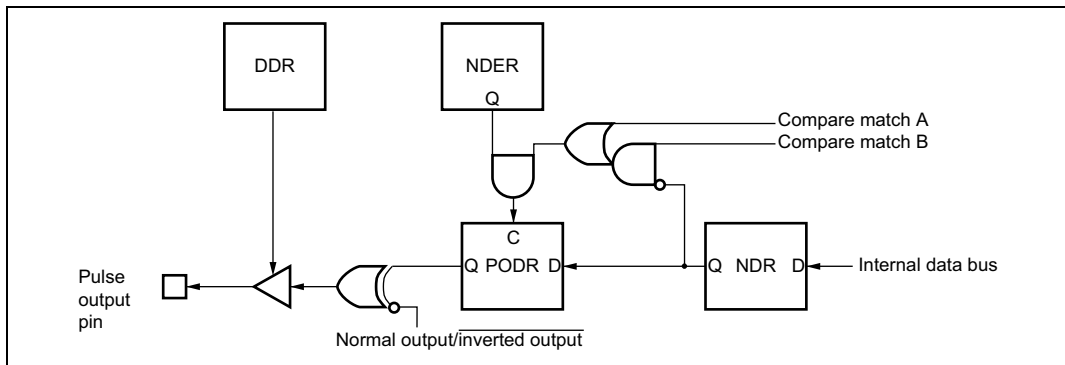 DDR
NDER
Q
Compare match A
Compare match B
C
Q PODR D
Q NDR D
Internal data bus
Pulse
output
pin
Normal output/inverted output